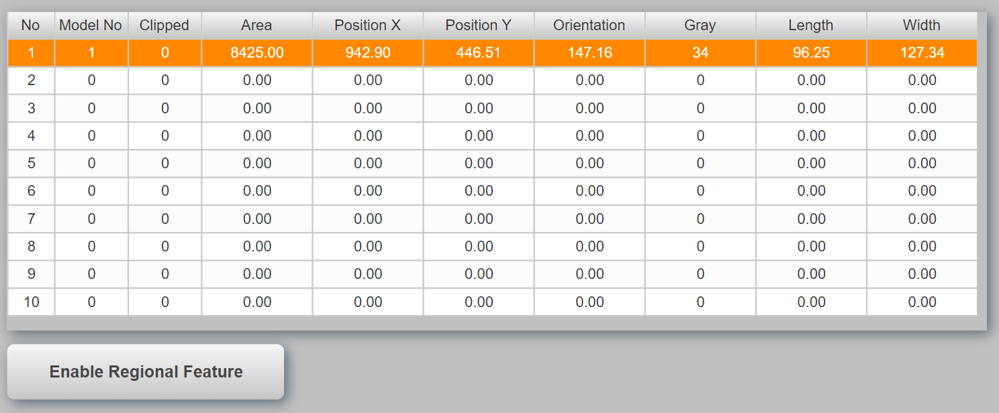 No Model No Clipped Area Position X Position Y Orientation Gray Length Width
1 1 0 8425.00 942.90 446.51 147.16 34 96.25 127.34
2 0 0 0.00 0.00 0.00 0.00 0 0.00 0.00
3 0 0 0.00 0.00 0.00 0.00 0 0.00 0.00
4 0 0 0.00 0.00 0.00 0.00 0 0.00 0.00
5 0 0 0.00 0.00 0.00 0.00 0 0.00 0.00
6 0 0 0.00 0.00 0.00 0.00 0 0.00 0.00
7 0 0 0.00 0.00 0.00 0.00 0 0.00 0.00
8 0 0 0.00 0.00 0.00 0.00 0 0.00 0.00
9 0 0 0.00 0.00 0.00 0.00 0 0.00 0.00
10 0 0 0.00 0.00 0.00 0.00 0 0.00 0.00
Enable Regional Feature